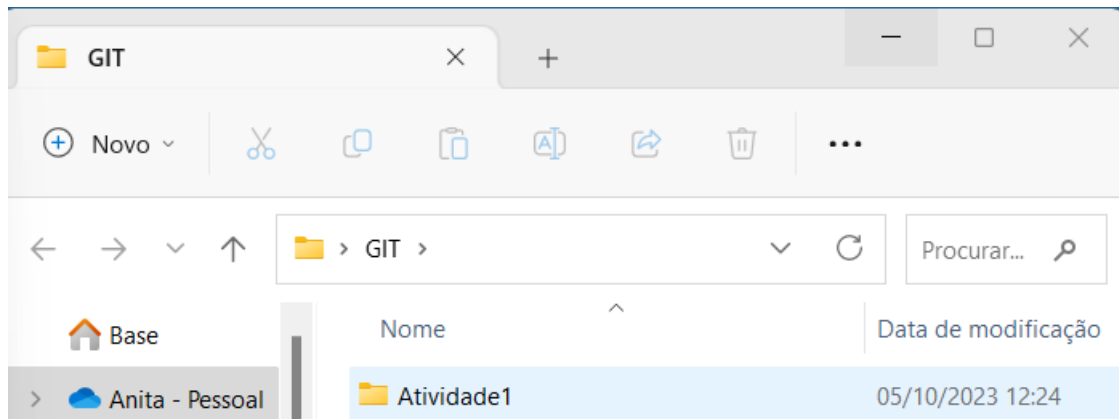 GIT
Novo
GIT
Procurar...
Base
Nome
Data de modificação
Anita - Pessoal
Atividade1
05/10/2023 12:24